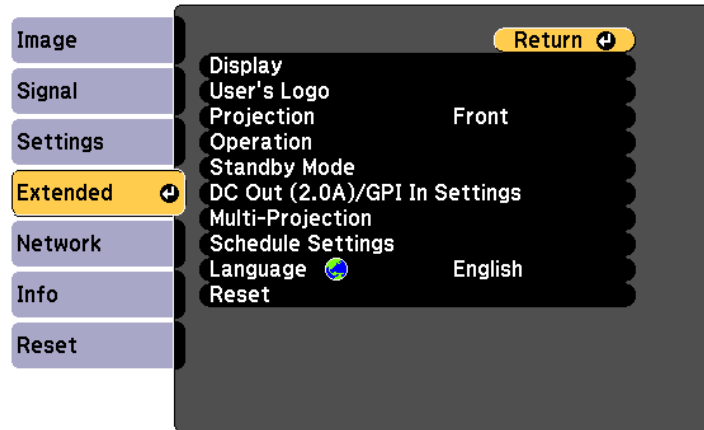 Image
Signal
Settings
Extended
Network
Info
Reset
Return
Display
User's Logo
Projection Front
Operation
Standby Mode
DC Out (2.0A)/GPI In Settings
Multi-Projection
Schedule Settings
Language English
Reset